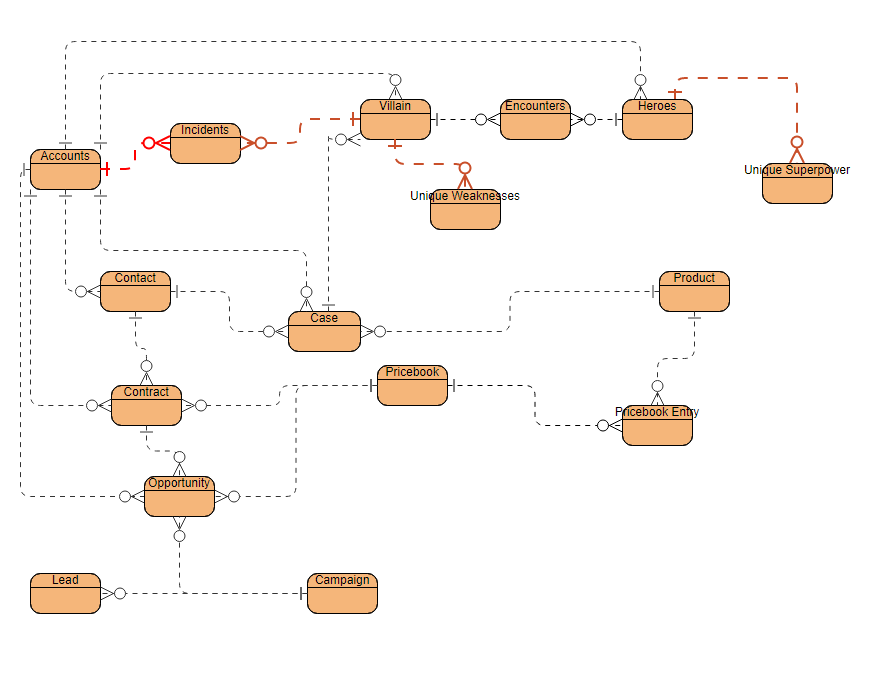 Villain
Encounters
Heroes
Incidents
Accounts
Unique Superpower
Unique Weaknesses
Contact
Product
Case
Pricebook
Contract
Pricebook Entry
Opportunity
Lead
Campaign